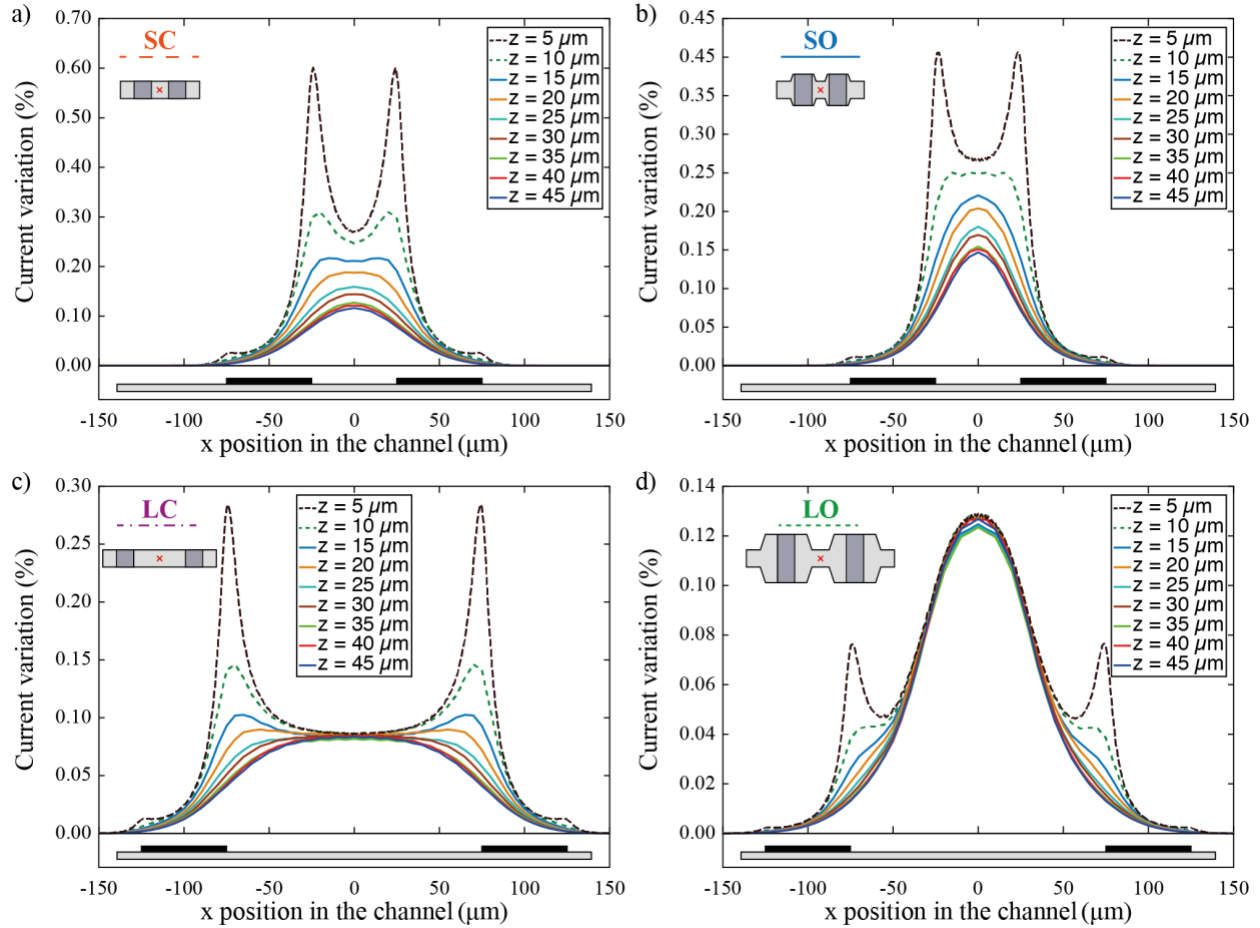 a)
SC
0.70
0.60
0.50
0.40
0.30
0.20
0.10
0.00
Current variation (%)
z = 5 µm
z = 10 µm
z = 15 µm
z = 20 µm
z = 25 µm
z = 30 µm
z = 35 µm
z = 40 µm
z = 45 µm
-150 -100 -50 0 50 100 150
x position in the channel (µm)
b)
SO
0.50
0.45
0.40
0.35
0.30
0.25
0.20
0.15
0.10
0.05
0.00
Current variation (%)
z = 5 µm
z = 10 µm
z = 15 µm
z = 20 µm
z = 25 µm
z = 30 µm
z = 35 µm
z = 40 µm
z = 45 µm
-150 -100 -50 0 50 100 150
x position in the channel (µm)
c)
LC
0.30
0.25
0.20
0.15
0.10
0.05
0.00
Current variation (%)
z = 5 µm
z = 10 µm
z = 15 µm
z = 20 µm
z = 25 µm
z = 30 µm
z = 35 µm
z = 40 µm
z = 45 µm
-150 -100 -50 0 50 100 150
x position in the channel (µm)
d)
LO
0.14
0.12
0.10
0.08
0.06
0.04
0.02
0.00
Current variation (%)
z = 5 µm
z = 10 µm
z = 15 µm
z = 20 µm
z = 25 µm
z = 30 µm
z = 35 µm
z = 40 µm
z = 45 µm
-150 -100 -50 0 50 100 150
x position in the channel (µm)